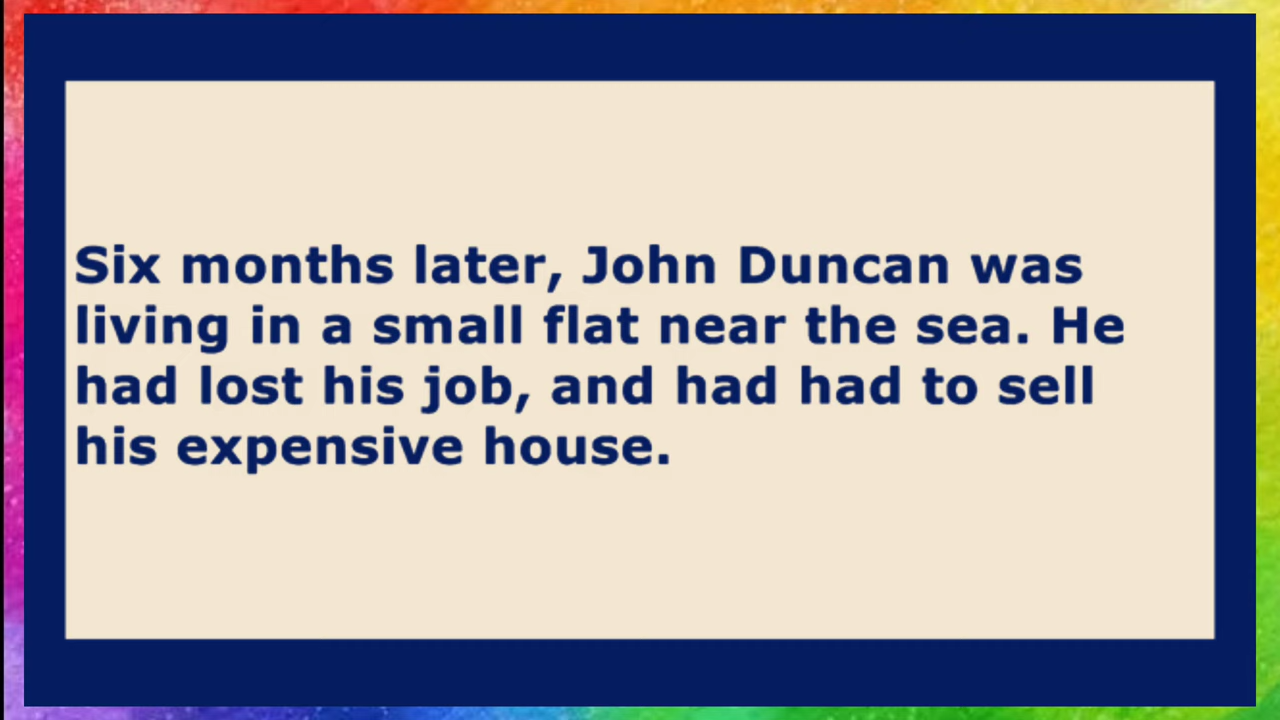 Six months later, John Duncan was
living in a small flat near the sea. He
had lost his job, and had had to sell
his expensive house.